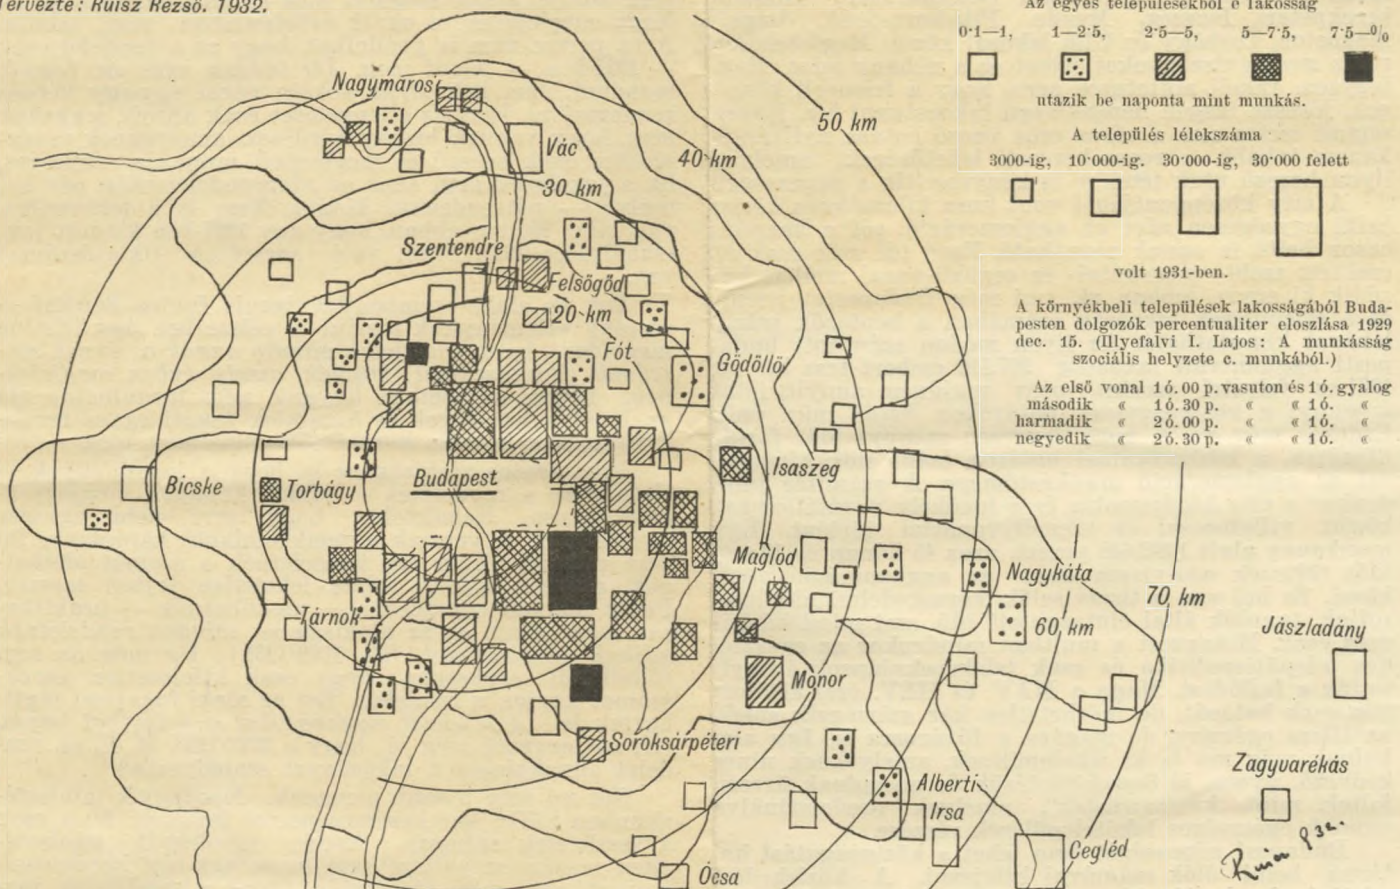 Tervezte: Ruisz Rezső. 1932.
Az egyes településekből e lakosság
0·1—1, 1—2·5, 2·5—5, 5—7·5, 7·5—%
utazik be naponta mint munkás.
A település lélekszáma
3000-ig, 10·000-ig. 30·000-ig, 30·000 felett
volt 1931-ben.
A környékbeli települések lakosságából Buda-
pesten dolgozók percentualiter eloszlása 1929
dec. 15. (Illyefalvi I. Lajos: A munkásság
szociális helyzete c. munkából.)
Az első vonal 1 ó. 00 p. vasuton és 1 ó. gyalog
második « 1 ó. 30 p. « « 1 ó. «
harmadik « 2 ó. 00 p. « « 1 ó. «
negyedik « 2 ó. 30 p. « « 1 ó. «
Nagymaros
50 km
Vác
40 km
30 km
Szentendre
Felsőgöd
20 km
Fót
Gödöllő
Isaszeg
Bicske
Torbágy
Budapest
Maglód
Nagykáta
70 km
Tárnok
60 km
Jászladány
Monor
Soroksárpéteri
Zagyvarékás
Alberti
Irsa
Cegléd
Ócsa